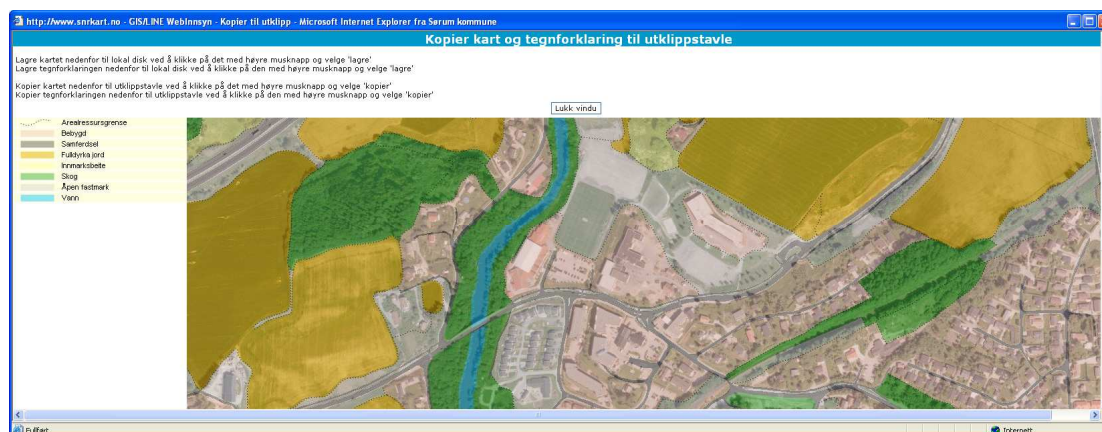 http://www.snrkart.no - GIS/LINE WebInnsyn - Kopier til utklipp - Microsoft Internet Explorer fra Sørum kommune
Kopier kart og tegnforklaring til utklippstavle
Lagre kartet nedenfor til lokal disk ved å klikke på det med høyre musknapp og velge 'lagre'
Lagre tegnforklaringen nedenfor til lokal disk ved å klikke på den med høyre musknapp og velge 'lagre'
Kopier kartet nedenfor til utklippstavle ved å klikke på det med høyre musknapp og velge 'kopier'
Kopier tegnforklaringen nedenfor til utklippstavle ved å klikke på den med høyre musknapp og velge 'kopier'
Lukk vindu
Arealressursgrense
Bebygd
Samferdsel
Fulldyrka jord
Innmarksbeite
Skog
Åpen fastmark
Vann
Fullført
Internett